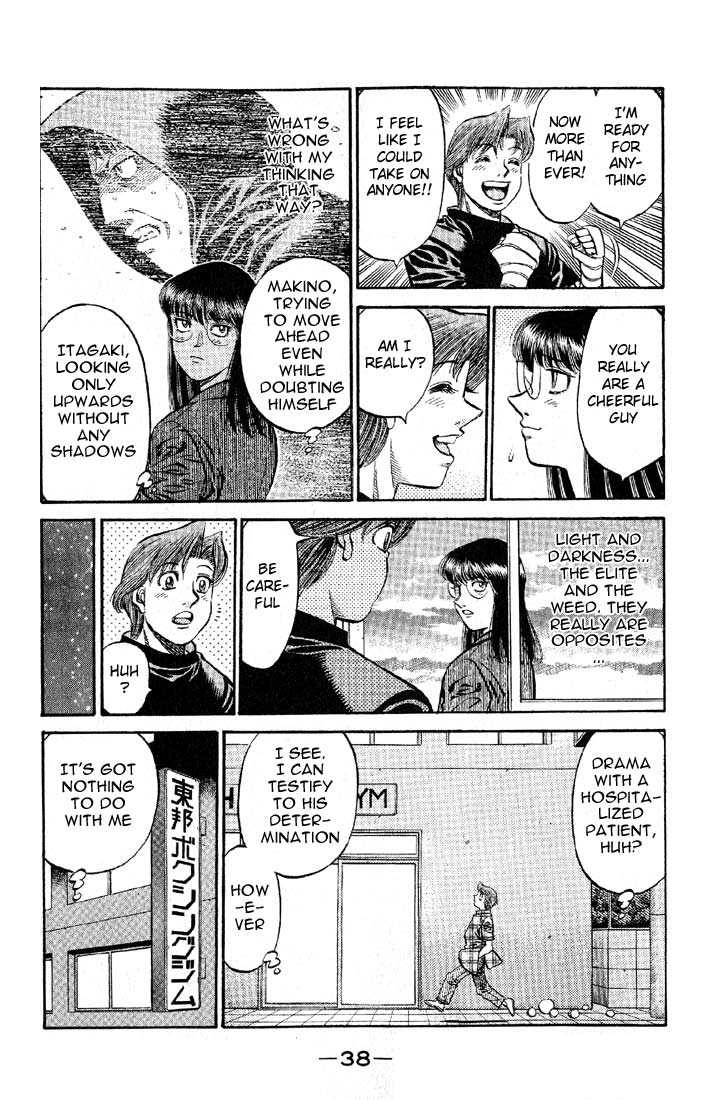 I'M
READY
FOR
ANY-
THING
NOW
MORE
THAN
EVER!
I FEEL
LIKE I
COULD
TAKE ON
ANYONE!!
WHAT'S
WRONG
WITH MY
THINKING
THAT
WAY?
YOU
REALLY
ARE A
CHEERFUL
GUY
AM I
REALLY?
MAKINO,
TRYING
TO MOVE
AHEAD
EVEN
WHILE
DOUBTING
HIMSELF
ITAGAKI,
LOOKING
ONLY
UPWARDS
WITHOUT
ANY
SHADOWS
LIGHT AND
DARKNESS...
THE ELITE
AND THE
WEED. THEY
REALLY ARE
OPPOSITES
...
BE
CARE-
FUL
HUH
?
DRAMA
WITH A
HOSPITA-
LIZED
PATIENT,
HUH?
I SEE.
I CAN
TESTIFY
TO HIS
DETER-
MINATION
HOW
-E-
VER
H
YM
IT'S GOT
NOTHING
TO DO
WITH ME
東邦ボクシングジム
—38—